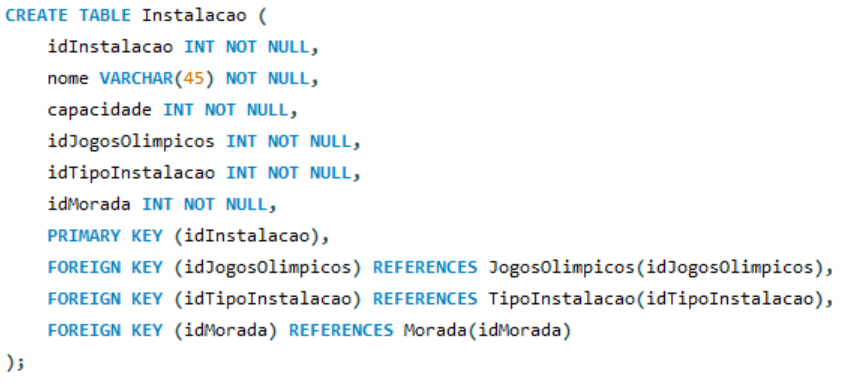 CREATE TABLE Instalacao (
    idInstalacao INT NOT NULL,
    nome VARCHAR(45) NOT NULL,
    capacidade INT NOT NULL,
    idJogosOlimpicos INT NOT NULL,
    idTipoInstalacao INT NOT NULL,
    idMorada INT NOT NULL,
    PRIMARY KEY (idInstalacao),
    FOREIGN KEY (idJogosOlimpicos) REFERENCES JogosOlimpicos(idJogosOlimpicos),
    FOREIGN KEY (idTipoInstalacao) REFERENCES TipoInstalacao(idTipoInstalacao),
    FOREIGN KEY (idMorada) REFERENCES Morada(idMorada)
);